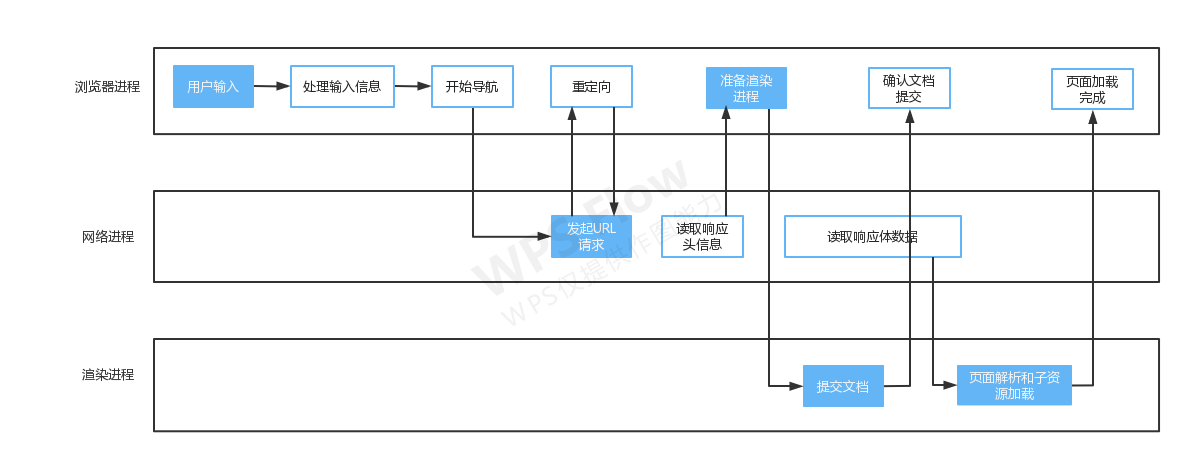 浏览器进程
用户输入
处理输入信息
开始导航
重定向
准备渲染
进程
确认文档
提交
页面加载
完成
网络进程
发起URL
请求
读取响应
头信息
读取响应体数据
渲染进程
提交文档
页面解析和子资
源加载
WPS Flow
WPS仅提供作图能力